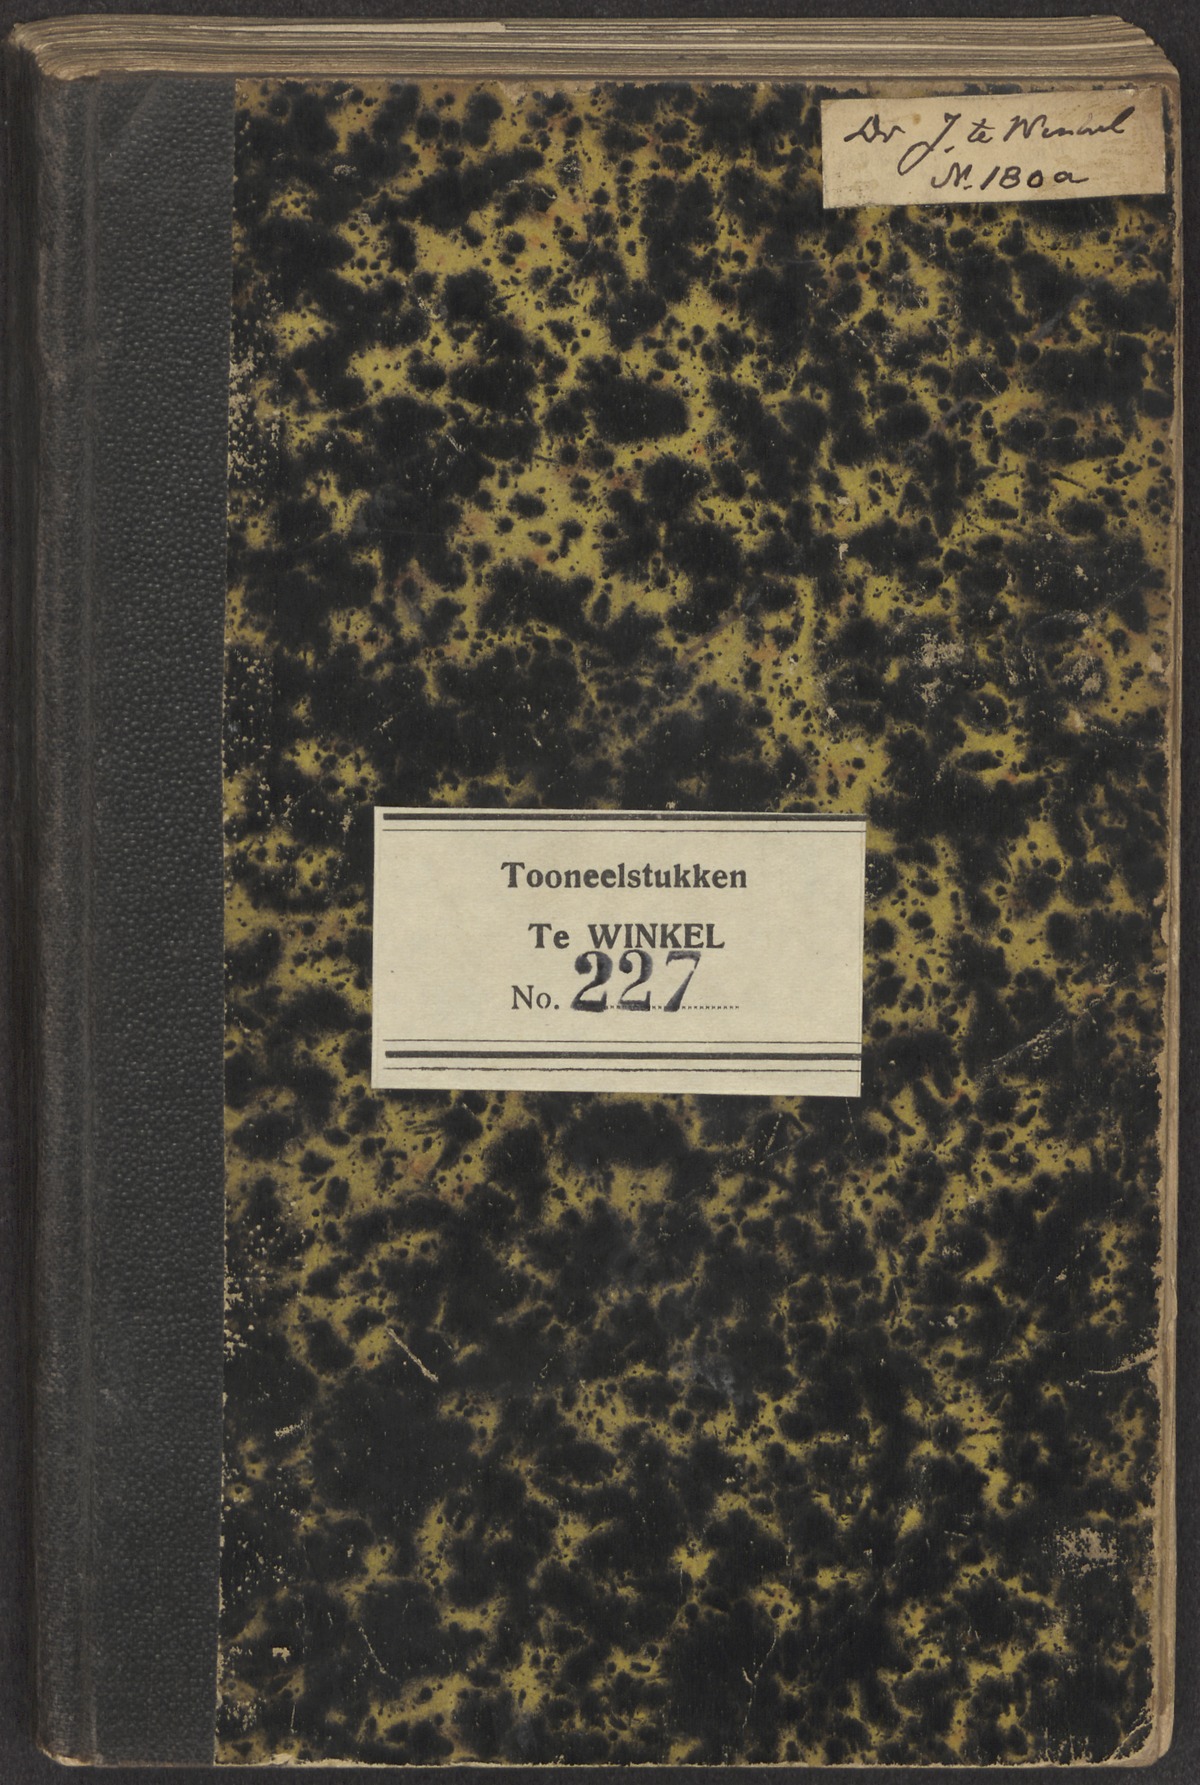 Dr J. te Winkel
N. 180a
Tooneelstukken
Te WINKEL
No. 227